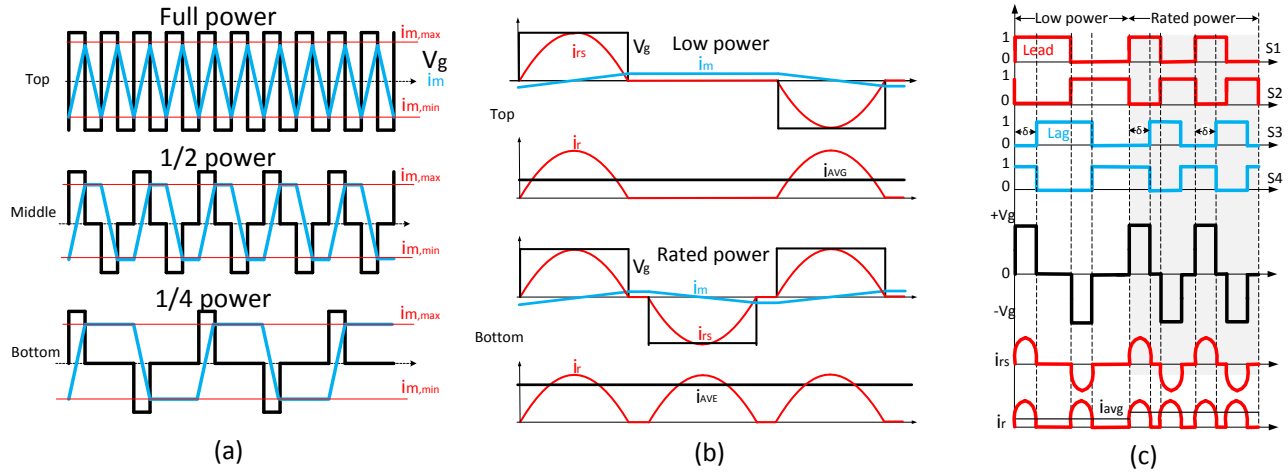 Full power
im,max
Vg
im
Top
im,min
1/2 power
im,max
Middle
im,min
1/4 power
im,max
Bottom
im,min
(a)
Vg
Low power
irs
im
Top
ir
iAVG
Vg
Rated power
im
irs
Bottom
ir
iAVE
(b)
Low power
Rated power
1
Lead
S1
0
1
S2
0
1
δ
Lag
δ
δ
S3
0
1
S4
0
+Vg
0
-Vg
irs
iavg
ir
(c)